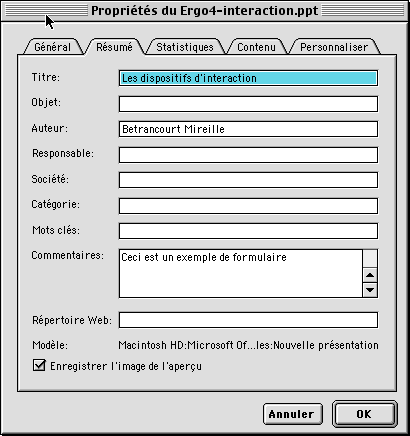 Propriétés du Ergo4-interaction.ppt
Général Résumé Statistiques Contenu Personnaliser
Titre: Les dispositifs d'interaction
Objet:
Auteur: Betrancourt Mireille
Responsable:
Société:
Catégorie:
Mots clés:
Commentaires: Ceci est un exemple de formulaire
Répertoire Web:
Modèle: Macintosh HD:Microsoft Of...les:Nouvelle présentation
Enregistrer l'image de l'aperçu
Annuler OK